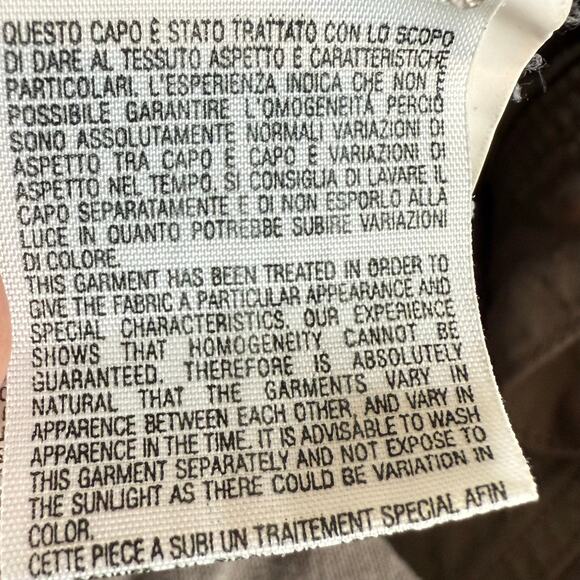 QUESTO CAPO È STATO TRATTATO CON LO SCOPO
DI DARE AL TESSUTO ASPETTO E CARATTERISTICHE
PARTICOLARI. L'ESPERIENZA INDICA CHE NON È
POSSIBILE GARANTIRE L'OMOGENEITÀ PERCIÒ
SONO ASSOLUTAMENTE NORMALI VARIAZIONI DI
ASPETTO TRA CAPO E CAPO E VARIAZIONI DI
ASPETTO NEL TEMPO. SI CONSIGLIA DI LAVARE IL
CAPO SEPARATAMENTE E DI NON ESPORLO ALLA
LUCE IN QUANTO POTREBBE SUBIRE VARIAZIONI
DI COLORE.
THIS GARMENT HAS BEEN TREATED IN ORDER TO
GIVE THE FABRIC A PARTICULAR APPEARANCE AND
SPECIAL CHARACTERISTICS. OUR EXPERIENCE
SHOWS THAT HOMOGENEITY CANNOT BE
GUARANTEED. THEREFORE IS ABSOLUTELY
NATURAL THAT THE GARMENTS VARY IN
APPARENCE BETWEEN EACH OTHER, AND VARY IN
APPARENCE IN THE TIME. IT IS ADVISABLE TO WASH
THIS GARMENT SEPARATELY AND NOT EXPOSE TO
THE SUNLIGHT AS THERE COULD BE VARIATION IN
COLOR.
CETTE PIECE A SUBI UN TRAITEMENT SPECIAL AFIN